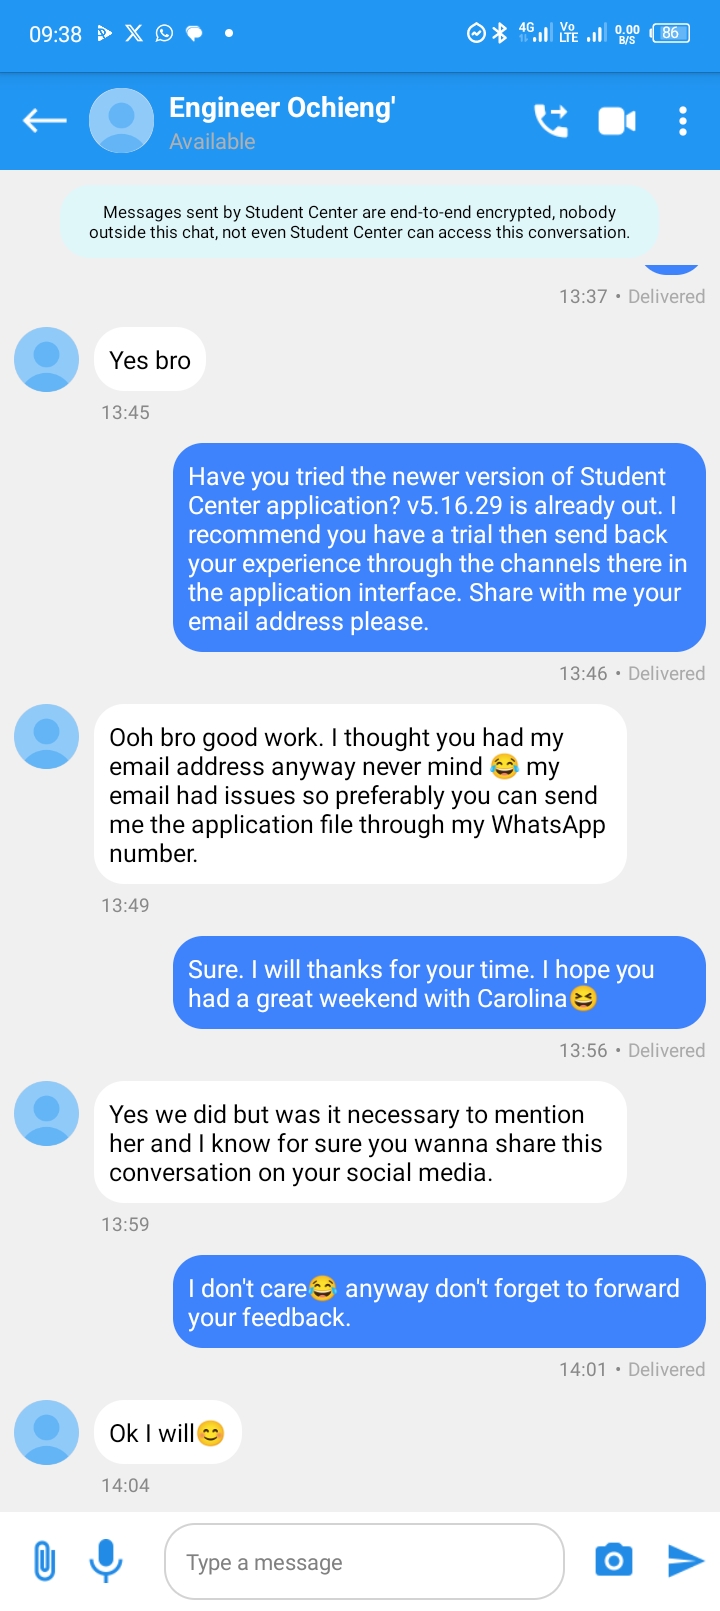 09:38
4G
Vo
LTE
0.00
B/S
86
Engineer Ochieng'
Available
Messages sent by Student Center are end-to-end encrypted, nobody
outside this chat, not even Student Center can access this conversation.
13:37 • Delivered
Yes bro
13:45
Have you tried the newer version of Student
Center application? v5.16.29 is already out. I
recommend you have a trial then send back
your experience through the channels there in
the application interface. Share with me your
email address please.
13:46 • Delivered
Ooh bro good work. I thought you had my
email address anyway never mind 😂 my
email had issues so preferably you can send
me the application file through my WhatsApp
number.
13:49
Sure. I will thanks for your time. I hope you
had a great weekend with Carolina😆
13:56 • Delivered
Yes we did but was it necessary to mention
her and I know for sure you wanna share this
conversation on your social media.
13:59
I don't care😂 anyway don't forget to forward
your feedback.
14:01 • Delivered
Ok I will😊
14:04
Type a message